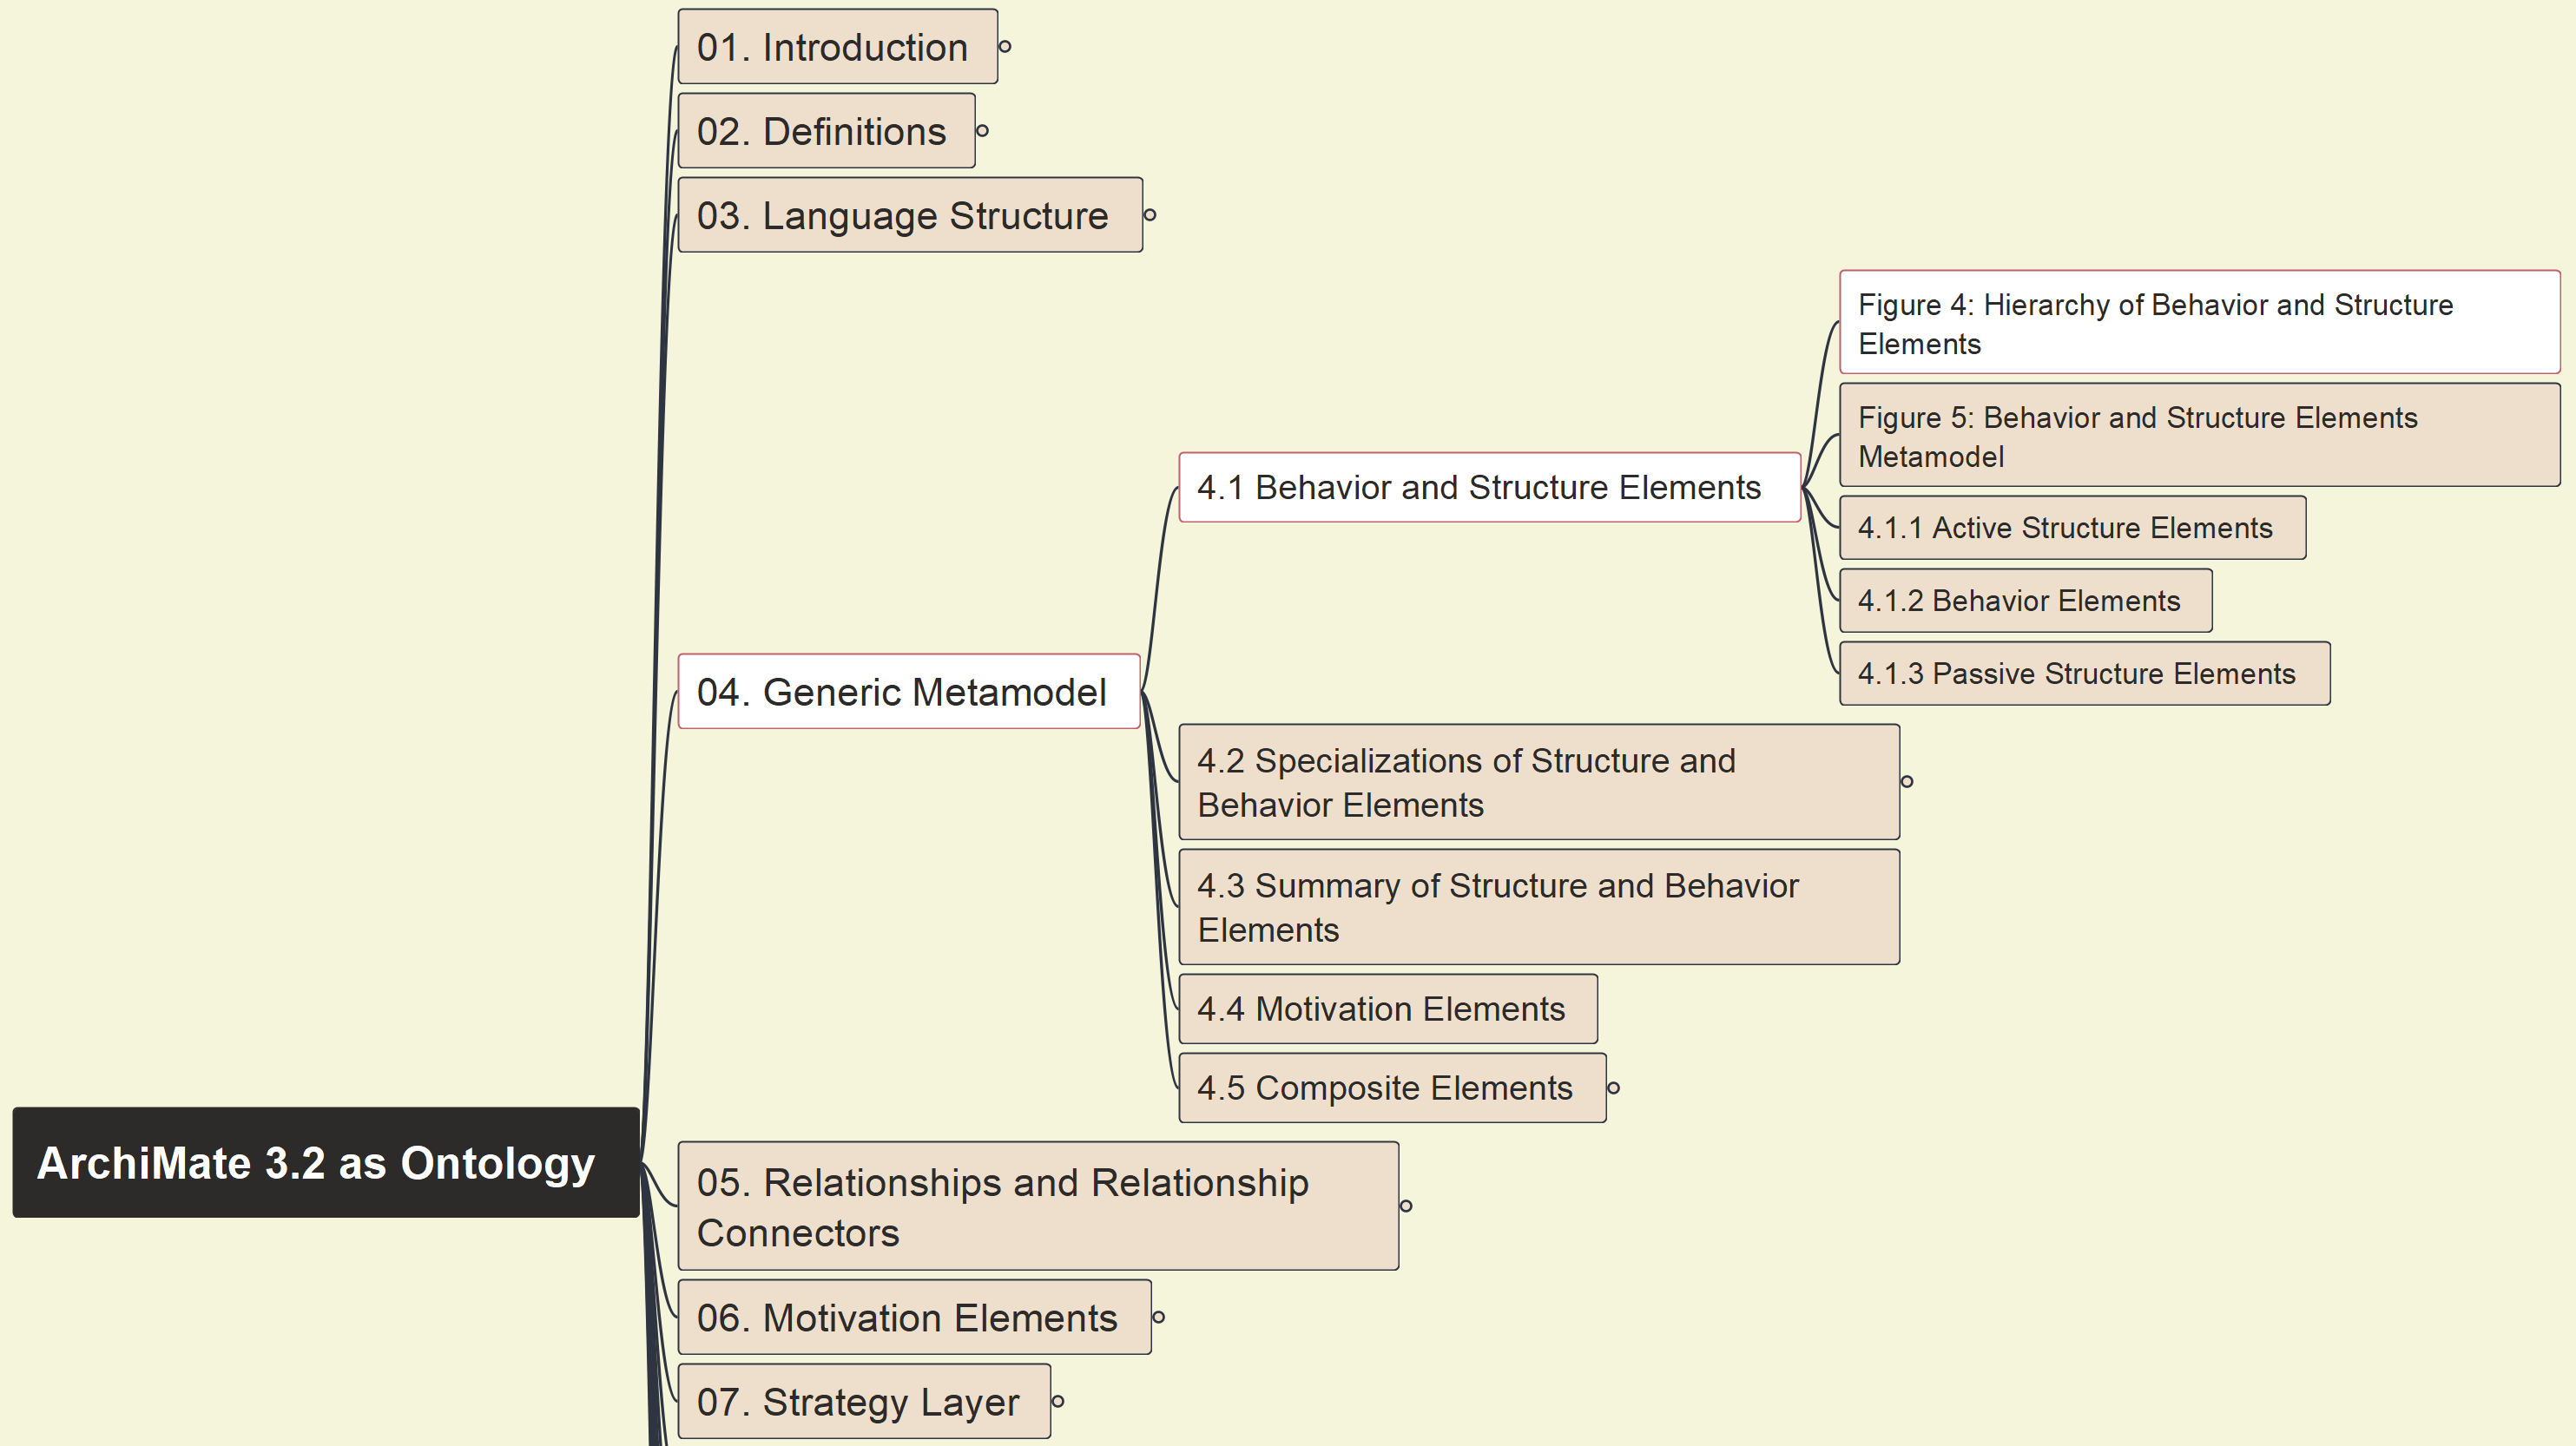 01. Introduction
02. Definitions
03. Language Structure
Figure 4: Hierarchy of Behavior and Structure
Elements
Figure 5: Behavior and Structure Elements
Metamodel
4.1 Behavior and Structure Elements
4.1.1 Active Structure Elements
4.1.2 Behavior Elements
4.1.3 Passive Structure Elements
04. Generic Metamodel
4.2 Specializations of Structure and
Behavior Elements
4.3 Summary of Structure and Behavior
Elements
4.4 Motivation Elements
4.5 Composite Elements
ArchiMate 3.2 as Ontology
05. Relationships and Relationship
Connectors
06. Motivation Elements
07. Strategy Layer